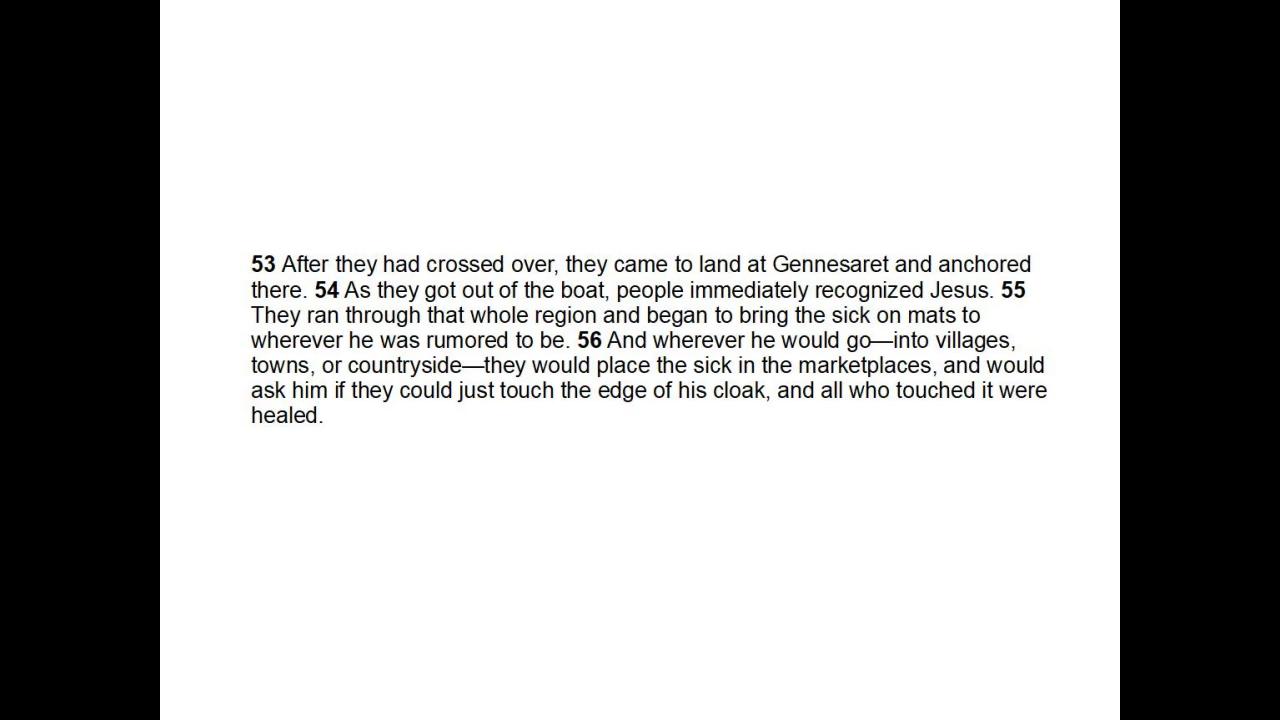 53 After they had crossed over, they came to land at Gennesaret and anchored
there. 54 As they got out of the boat, people immediately recognized Jesus. 55
They ran through that whole region and began to bring the sick on mats to
wherever he was rumored to be. 56 And wherever he would go—into villages,
towns, or countryside—they would place the sick in the marketplaces, and would
ask him if they could just touch the edge of his cloak, and all who touched it were
healed.